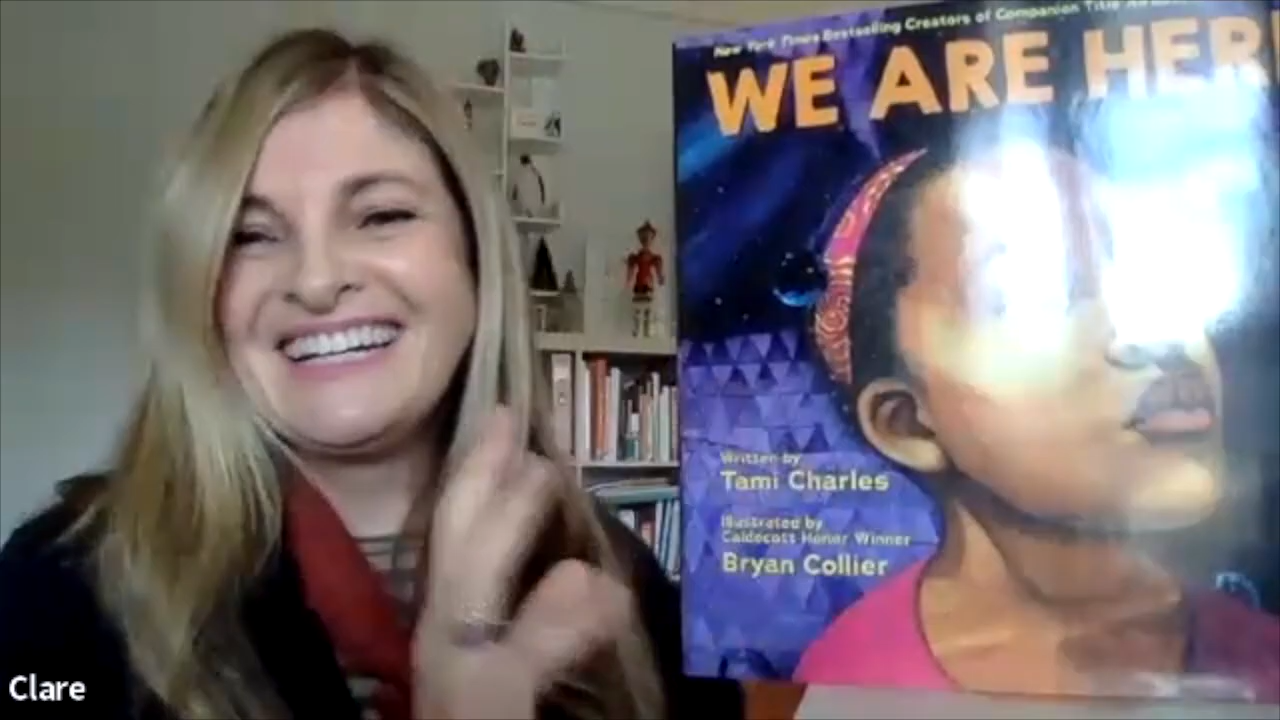 New York Times Bestselling Creators of Companion Title
WE ARE HER
Written by
Tami Charles
Illustrated by
Caldecott Honor Winner
Bryan Collier
Clare